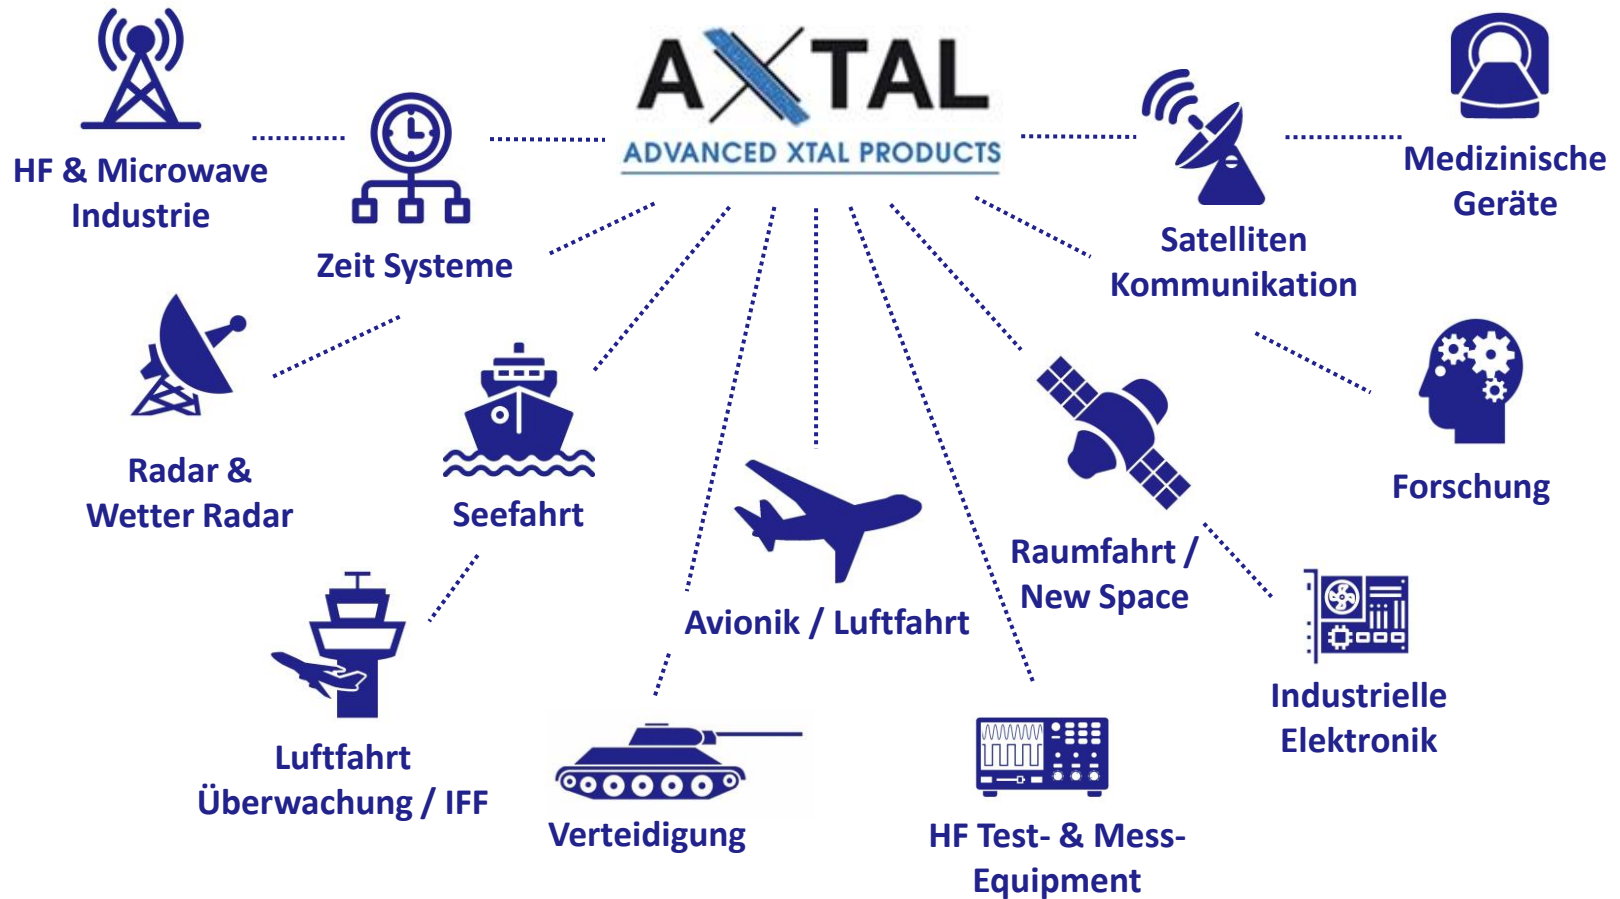 AXTAL
ADVANCED XTAL PRODUCTS
HF & Microwave
Industrie
Zeit Systeme
Satelliten
Kommunikation
Medizinische
Geräte
Radar &
Wetter Radar
Seefahrt
Avionik / Luftfahrt
Raumfahrt /
New Space
Forschung
Luftfahrt
Überwachung / IFF
Verteidigung
HF Test- & Mess-
Equipment
Industrielle
Elektronik